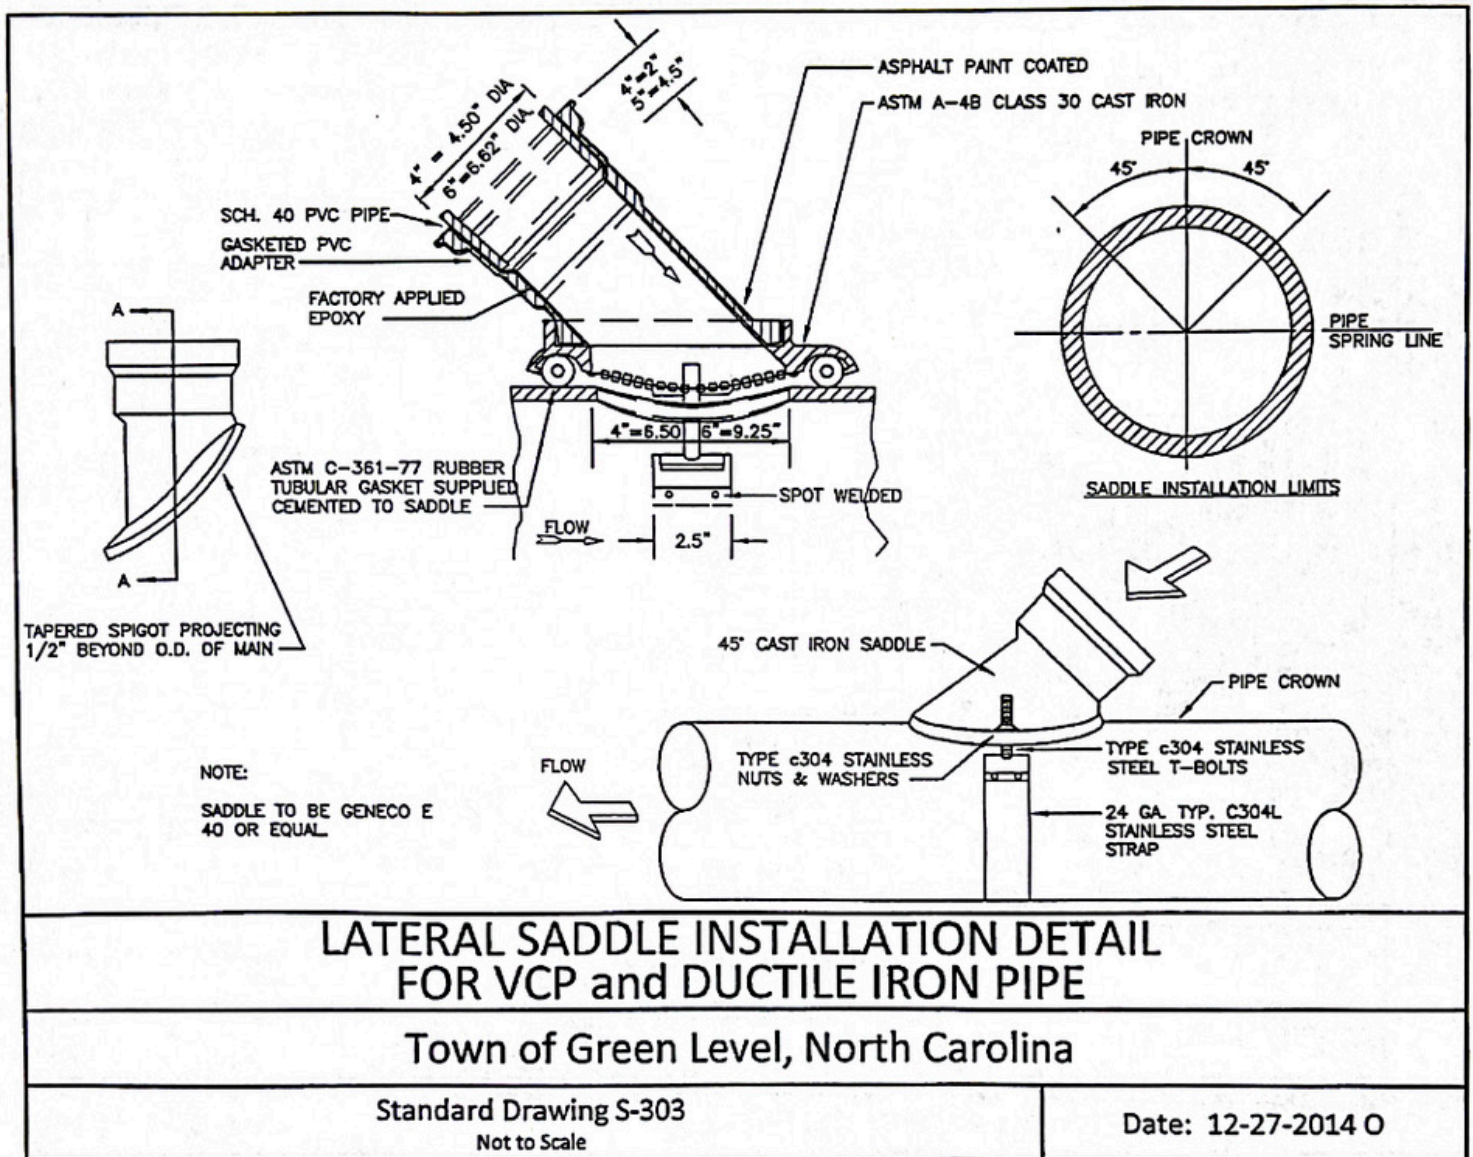 4"=2"
5"=4.5"
ASPHALT PAINT COATED
ASTM A-4B CLASS 30 CAST IRON
4" = 4.50" DIA
6"=6.62" DIA.
PIPE CROWN
45°
45°
SCH. 40 PVC PIPE
GASKETED PVC
ADAPTER
FACTORY APPLIED
EPOXY
PIPE
SPRING LINE
A
4"=6.50
6"=9.25"
ASTM C-361-77 RUBBER
TUBULAR GASKET SUPPLIED
CEMENTED TO SADDLE
SPOT WELDED
SADDLE INSTALLATION LIMITS
FLOW
2.5"
A
TAPERED SPIGOT PROJECTING
1/2" BEYOND O.D. OF MAIN
45° CAST IRON SADDLE
PIPE CROWN
TYPE c304 STAINLESS
NUTS & WASHERS
TYPE c304 STAINLESS
STEEL T-BOLTS
FLOW
NOTE:
SADDLE TO BE GENECO E
40 OR EQUAL
24 GA. TYP. C304L
STAINLESS STEEL
STRAP
LATERAL SADDLE INSTALLATION DETAIL
FOR VCP and DUCTILE IRON PIPE
Town of Green Level, North Carolina
Standard Drawing S-303
Not to Scale
Date: 12-27-2014 O